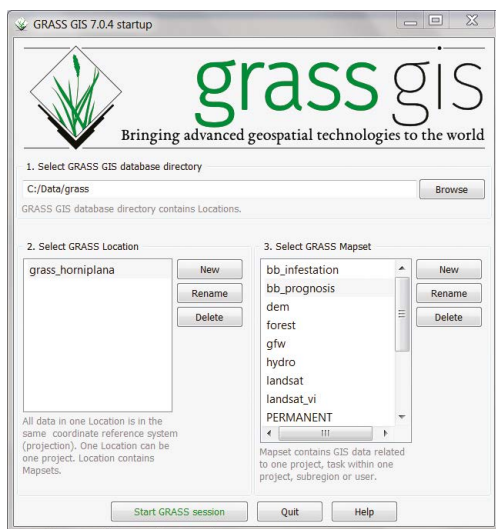 GRASS GIS 7.0.4 startup
grass gis
Bringing advanced geospatial technologies to the world
1. Select GRASS GIS database directory
C:/Data/grass
Browse
GRASS GIS database directory contains Locations.
2. Select GRASS Location
grass_horniplana
New
Rename
Delete
All data in one Location is in the
same coordinate reference system
(projection). One Location can be
one project. Location contains
Mapsets.
3. Select GRASS Mapset
bb_infestation
bb_prognosis
dem
forest
gfw
hydro
landsat
landsat_vi
PERMANENT
New
Rename
Delete
Mapset contains GIS data related
to one project, task within one
project, subregion or user.
Start GRASS session
Quit
Help